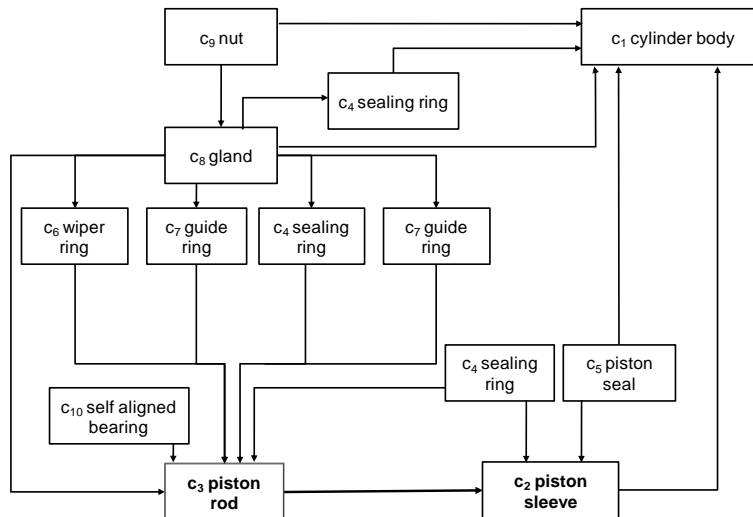 c₉ nut
c₁ cylinder body
c₄ sealing ring
c₈ gland
c₆ wiper
ring
c₇ guide
ring
c₄ sealing
ring
c₇ guide
ring
c₄ sealing
ring
c₅ piston
seal
c₁₀ self aligned
bearing
c₃ piston
rod
c₂ piston
sleeve